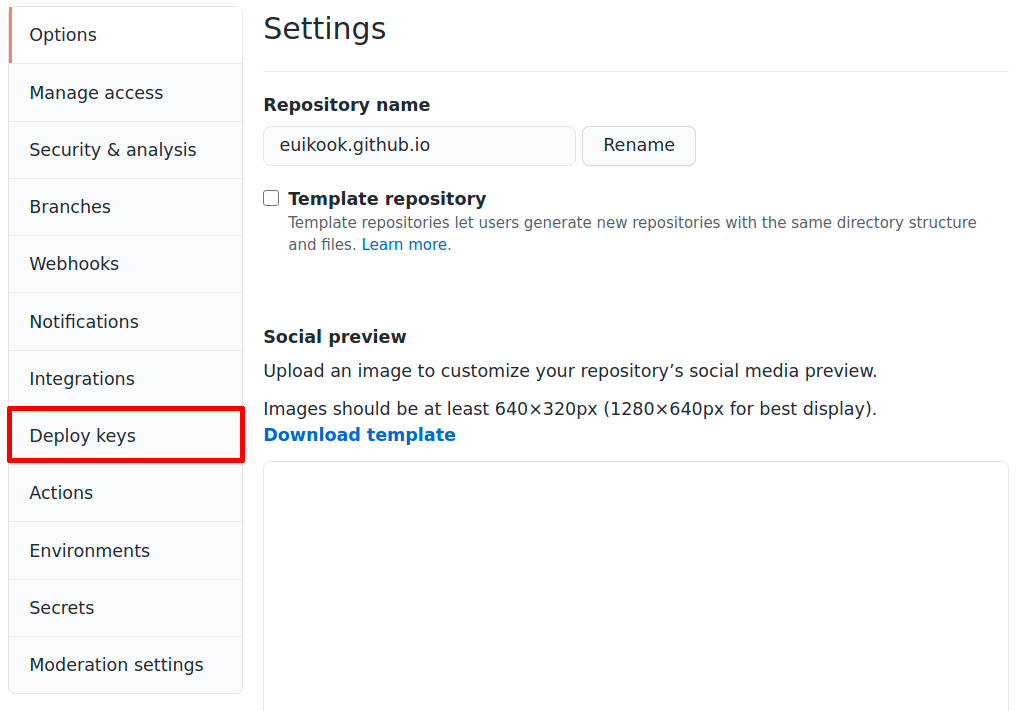 Options
Manage access
Security & analysis
Branches
Webhooks
Notifications
Integrations
Deploy keys
Actions
Environments
Secrets
Moderation settings
Settings
Repository name
euikook.github.io
Rename
Template repository
Template repositories let users generate new repositories with the same directory structure
and files. Learn more.
Social preview
Upload an image to customize your repository’s social media preview.
Images should be at least 640×320px (1280×640px for best display).
Download template